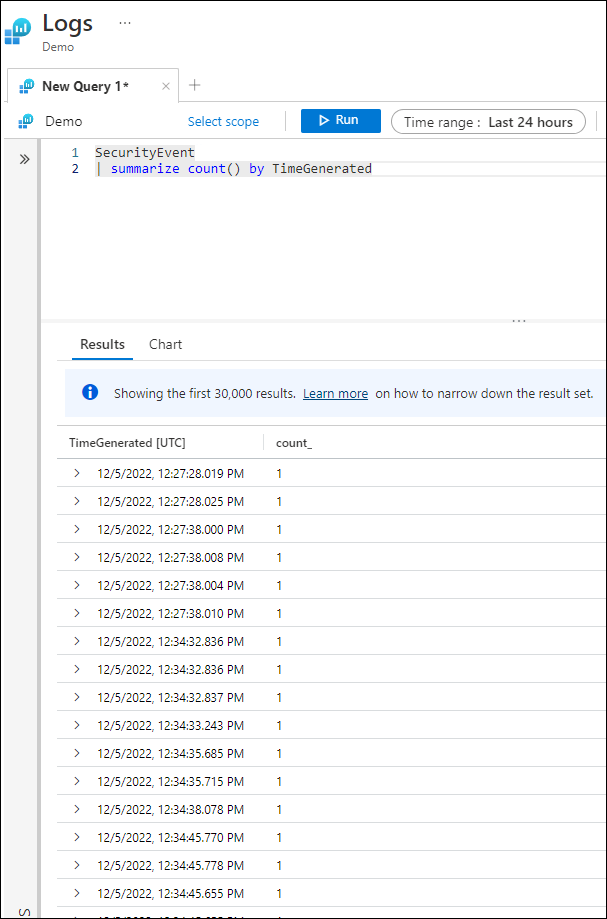 Logs ...
Demo
New Query 1* × +
Demo Select scope Run Time range : Last 24 hours
1 SecurityEvent
2 | summarize count() by TimeGenerated
...
Results Chart
Showing the first 30,000 results. Learn more on how to narrow down the result set.
TimeGenerated [UTC] count_
12/5/2022, 12:27:28.019 PM 1
12/5/2022, 12:27:28.025 PM 1
12/5/2022, 12:27:38.000 PM 1
12/5/2022, 12:27:38.008 PM 1
12/5/2022, 12:27:38.004 PM 1
12/5/2022, 12:27:38.010 PM 1
12/5/2022, 12:34:32.836 PM 1
12/5/2022, 12:34:32.836 PM 1
12/5/2022, 12:34:32.837 PM 1
12/5/2022, 12:34:33.243 PM 1
12/5/2022, 12:34:35.685 PM 1
12/5/2022, 12:34:35.715 PM 1
12/5/2022, 12:34:38.078 PM 1
12/5/2022, 12:34:45.770 PM 1
12/5/2022, 12:34:45.778 PM 1
12/5/2022, 12:34:45.655 PM 1